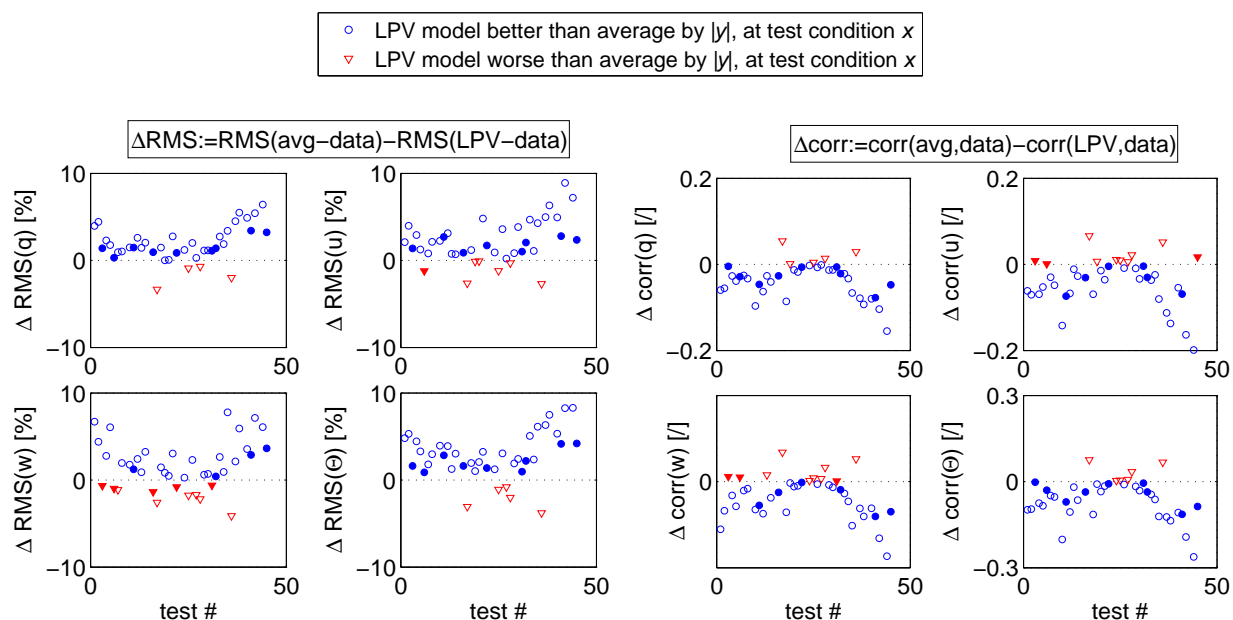 LPV model better than average by |y|, at test condition x
LPV model worse than average by |y|, at test condition x
ΔRMS:=RMS(avg−data)−RMS(LPV−data)
Δcorr:=corr(avg,data)−corr(LPV,data)
Δ RMS(q) [%]
10
0
−10
0
50
Δ RMS(u) [%]
10
0
−10
0
50
Δ corr(q) [/]
0.2
0
−0.2
0
50
Δ corr(u) [/]
0.2
0
−0.2
0
50
Δ RMS(w) [%]
10
0
−10
0
50
test #
Δ RMS(Θ) [%]
10
0
−10
0
50
test #
Δ corr(w) [/]
0
50
test #
Δ corr(Θ) [/]
0.3
0
−0.3
0
50
test #